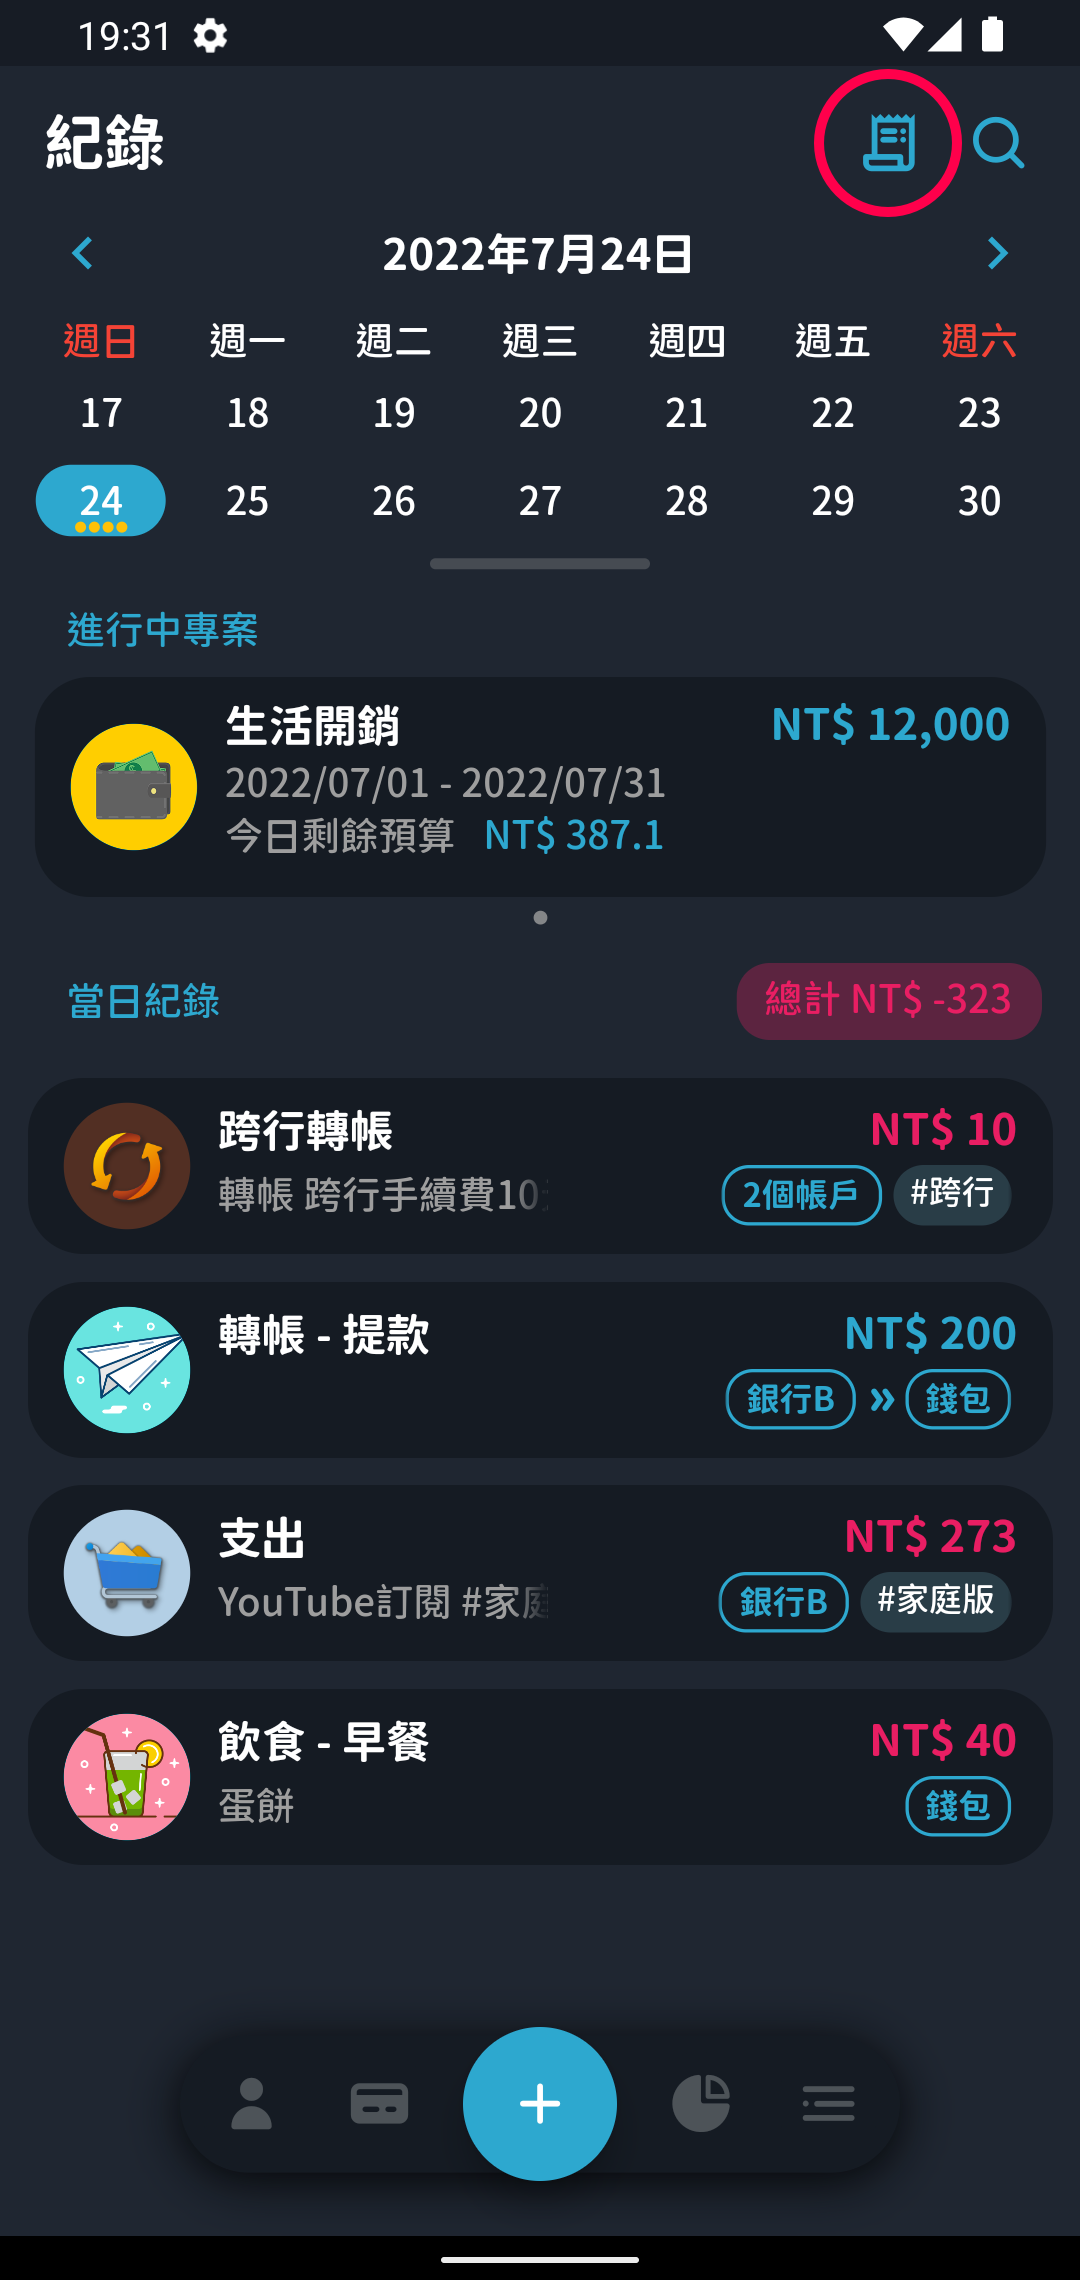 19:31
紀錄
2022年7月24日
週日 週一 週二 週三 週四 週五 週六
17 18 19 20 21 22 23
24 25 26 27 28 29 30
進行中專案
生活開銷 NT$ 12,000
2022/07/01 - 2022/07/31
今日剩餘預算 NT$ 387.1
當日紀錄 總計 NT$ -323
跨行轉帳 NT$ 10
轉帳 跨行手續費10 2個帳戶 #跨行
轉帳 - 提款 NT$ 200
銀行B » 錢包
支出 NT$ 273
YouTube訂閱 #家庭 銀行B #家庭版
飲食 - 早餐 NT$ 40
蛋餅 錢包